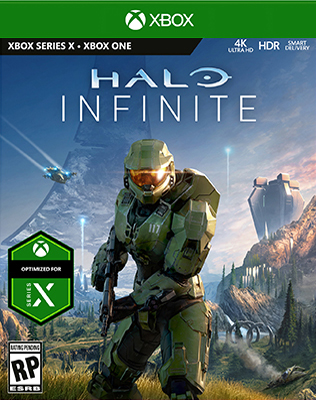 XBOX
XBOX SERIES X • XBOX ONE
4K
ULTRA HD
HDR
SMART
DELIVERY
HALO
INFINITE
OPTIMIZED FOR
SERIES
X
RATING PENDING
RP
ESRB